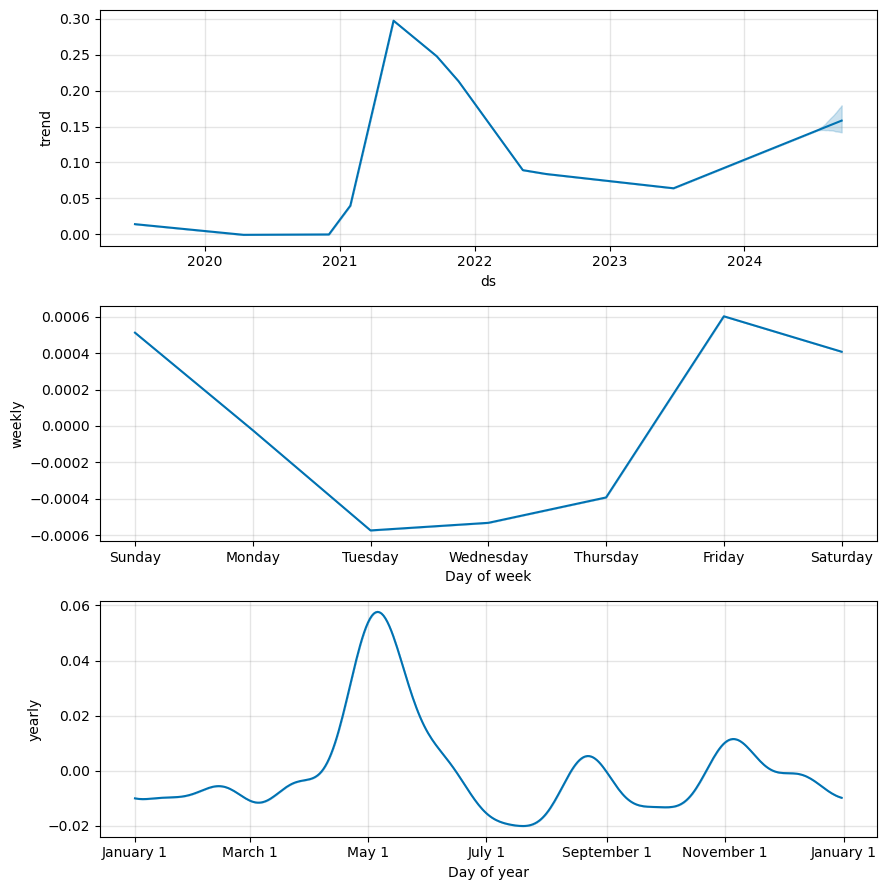 0.30
0.25
0.20
0.15
0.10
0.05
0.00
trend
2020 2021 2022 2023 2024
ds
0.0006
0.0004
0.0002
0.0000
−0.0002
−0.0004
−0.0006
weekly
Sunday Monday Tuesday Wednesday Thursday Friday Saturday
Day of week
0.06
0.04
0.02
0.00
−0.02
yearly
January 1 March 1 May 1 July 1 September 1 November 1 January 1
Day of year